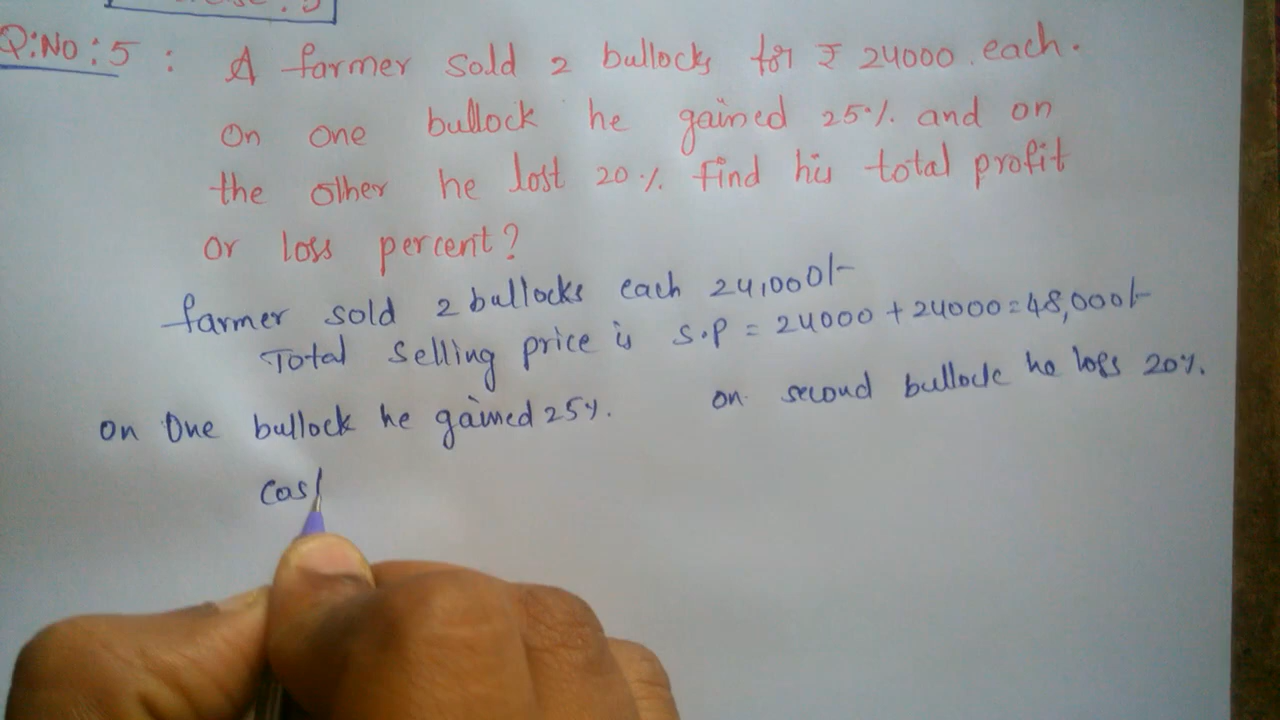 Q:NO:5 : A farmer sold 2 bullocks for ₹ 24000 each.
on one bullock he gained 25% and on
the other he lost 20% find his total profit
or loss percent?
farmer sold 2 bullocks each 24,000/-
Total selling price is S.P = 24000 + 24000 = 48,000/-
on One bullock he gained 25%. on second bullock he loss 20%.
cos